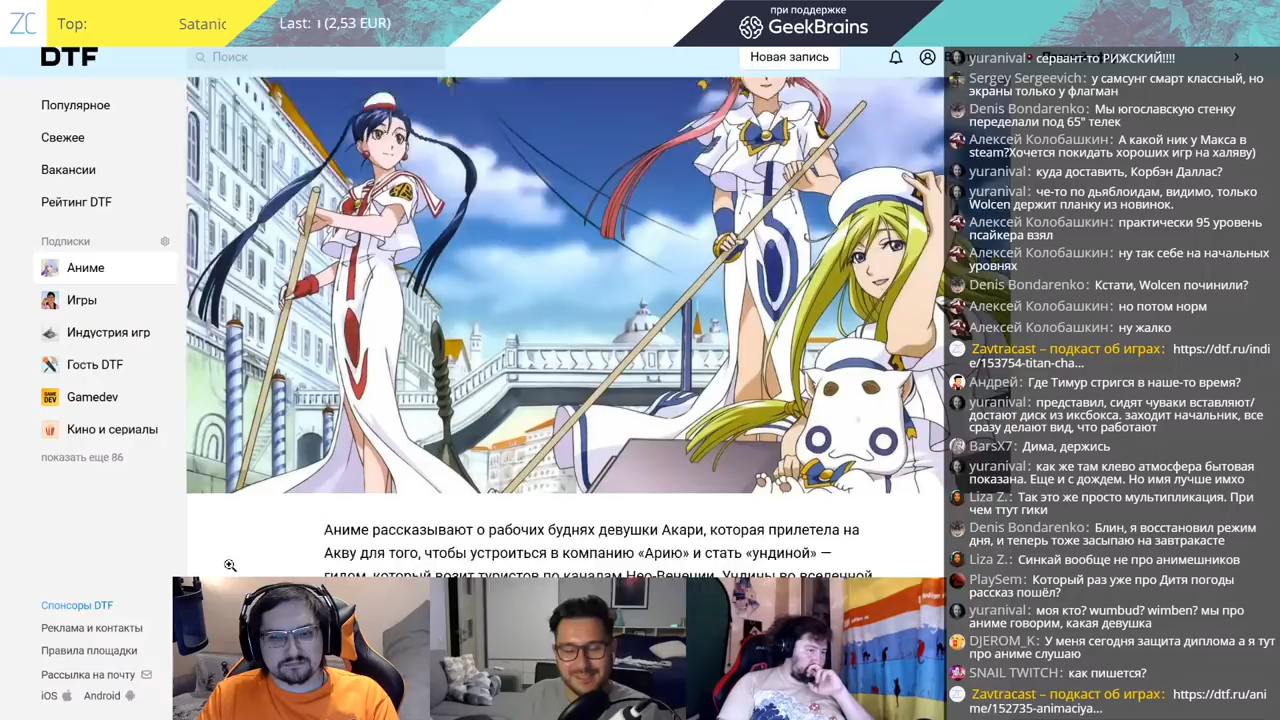 ZC
Top:
Satanic
Last:
(2,53 EUR)
при поддержке
GeekBrains
DTF
Поиск
Новая запись
Популярное
Свежее
Вакансии
Рейтинг DTF
Подписки
Аниме
Игры
Индустрия игр
Гость DTF
Gamedev
Кино и сериалы
показать еще 86
Спонсоры DTF
Реклама и контакты
Правила площадки
Рассылка на почту
iOS
Android
Аниме рассказывают о рабочих буднях девушки Акари, которая прилетела на
Акву для того, чтобы устроиться в компанию «Арию» и стать «ундиной» —
гидом, который возит туристов по каналам Нео-Венеции. Ундины во вселенной
yuranival: сервант-то РИЖСКИЙ!!!!
Sergey Sergeevich: у самсунг смарт классный, но
экраны только у флагман
Denis Bondarenko: Мы югославскую стенку
переделали под 65" телек
Алексей Колобашкин: А какой ник у Макса в
steam?Хочется покидать хороших игр на халяву)
yuranival: куда доставить, Корбэн Даллас?
yuranival: че-то по дьяблоидам, видимо, только
Wolcen держит планку из новинок.
Алексей Колобашкин: практически 95 уровень
псайкера взял
Алексей Колобашкин: ну так себе на начальных
уровнях
Denis Bondarenko: Кстати, Wolcen починили?
Алексей Колобашкин: но потом норм
Алексей Колобашкин: ну жалко
Zavtracast – подкаст об играх: https://dtf.ru/indi
e/153754-titan-cha...
Андрей: Где Тимур стригся в наше-то время?
yuranival: представил, сидят чуваки вставляют/
достают диск из иксбокса. заходит начальник, все
сразу делают вид, что работают
BarsX7: Дима, держись
yuranival: как же там клево атмосфера бытовая
показана. Еще и с дождем. Но имя лучше имхо
Liza Z.: Так это же просто мультипликация. При
чем ттут гики
Denis Bondarenko: Блин, я восстановил режим
дня, и теперь тоже засыпаю на завтракасте
Liza Z.: Синкай вообще не про анимешников
PlaySem: Который раз уже про Дитя погоды
рассказ пошёл?
yuranival: моя кто? wumbud? wimben? мы про
аниме говорим, какая девушка
DJEROM_K: У меня сегодня защита диплома а я тут
про аниме слушаю
SNAIL TWITCH: как пишется?
Zavtracast – подкаст об играх: https://dtf.ru/ani
me/152735-animaciya...